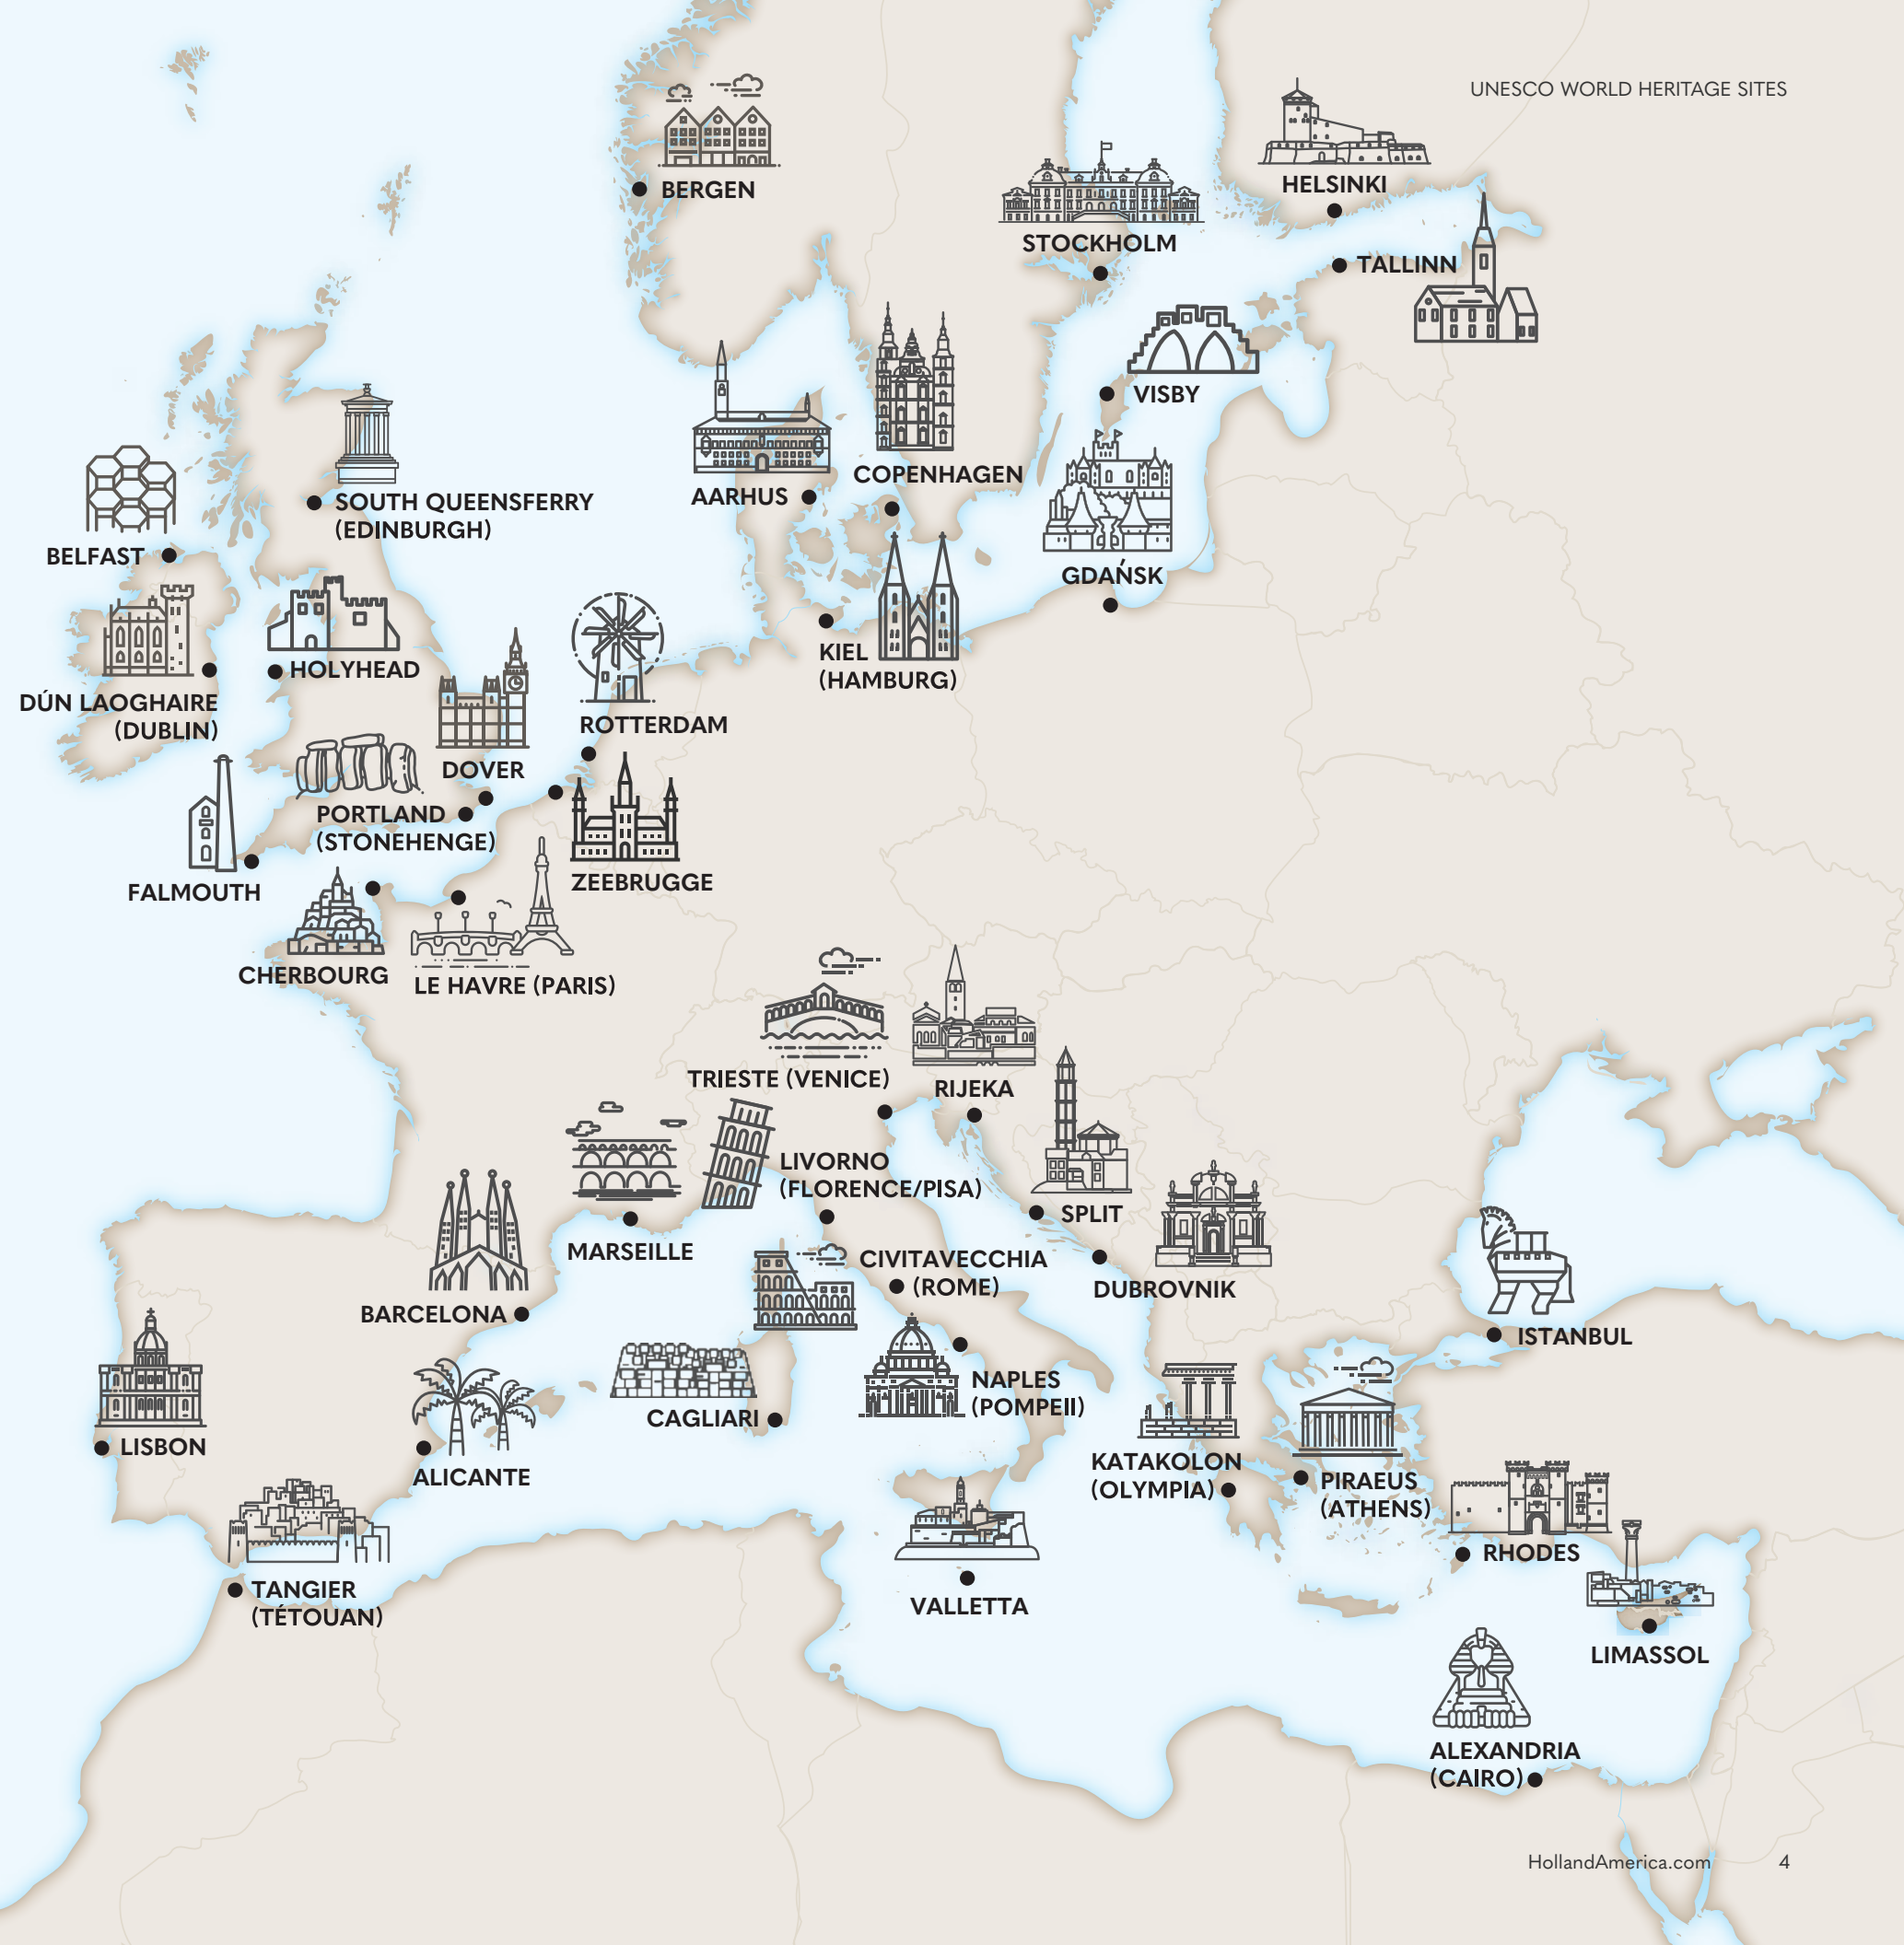 UNESCO WORLD HERITAGE SITES
BERGEN
HELSINKI
STOCKHOLM
TALLINN
VISBY
COPENHAGEN
AARHUS
SOUTH QUEENSFERRY
(EDINBURGH)
BELFAST
GDAŃSK
KIEL
(HAMBURG)
HOLYHEAD
DÚN LAOGHAIRE
(DUBLIN)
ROTTERDAM
DOVER
PORTLAND
(STONEHENGE)
ZEEBRUGGE
FALMOUTH
CHERBOURG
LE HAVRE (PARIS)
TRIESTE (VENICE)
RIJEKA
LIVORNO
(FLORENCE/PISA)
SPLIT
MARSEILLE
CIVITAVECCHIA
(ROME)
DUBROVNIK
BARCELONA
ISTANBUL
NAPLES
(POMPEII)
CAGLIARI
LISBON
ALICANTE
KATAKOLON
(OLYMPIA)
PIRAEUS
(ATHENS)
RHODES
TANGIER
(TÉTOUAN)
VALLETTA
LIMASSOL
ALEXANDRIA
(CAIRO)
HollandAmerica.com 4